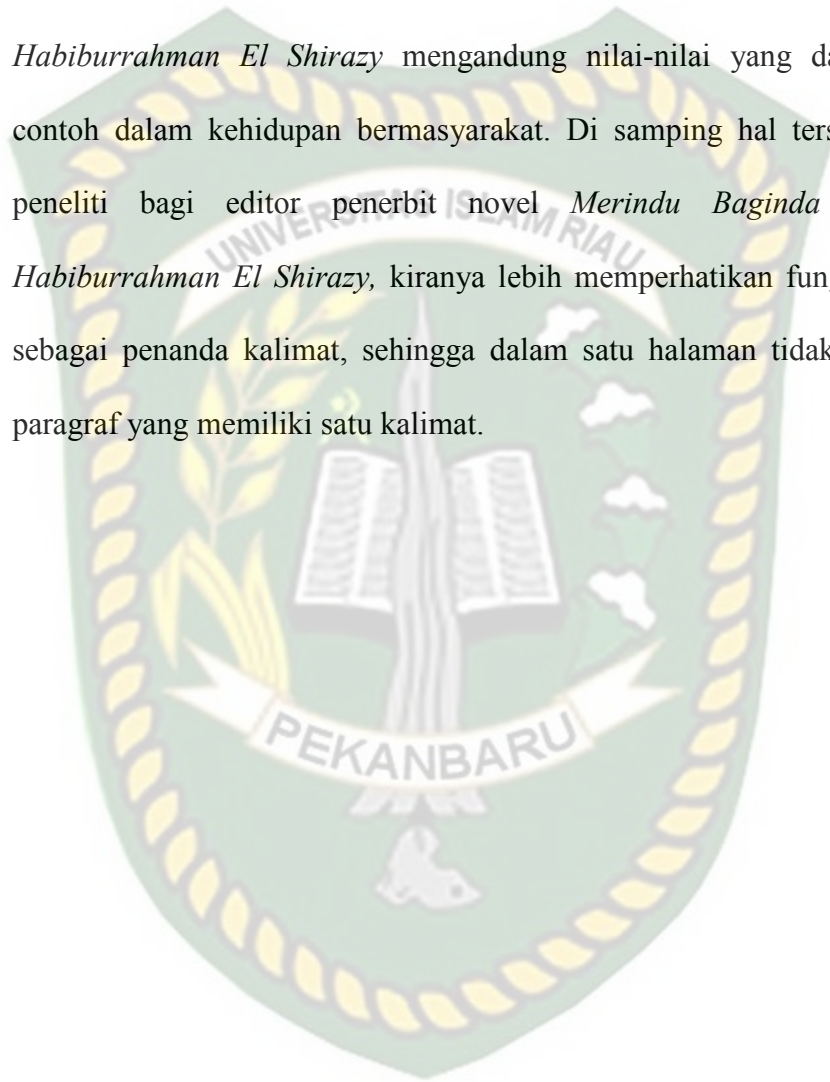 Habiburrahman El Shirazy mengandung nilai-nilai yang da
contoh dalam kehidupan bermasyarakat. Di samping hal ters
peneliti bagi editor penerbit novel Merindu Baginda
Habiburrahman El Shirazy, kiranya lebih memperhatikan fung
sebagai penanda kalimat, sehingga dalam satu halaman tidak
paragraf yang memiliki satu kalimat.
UNIVERSITAS ISLAM RIAU
PEKANBARU